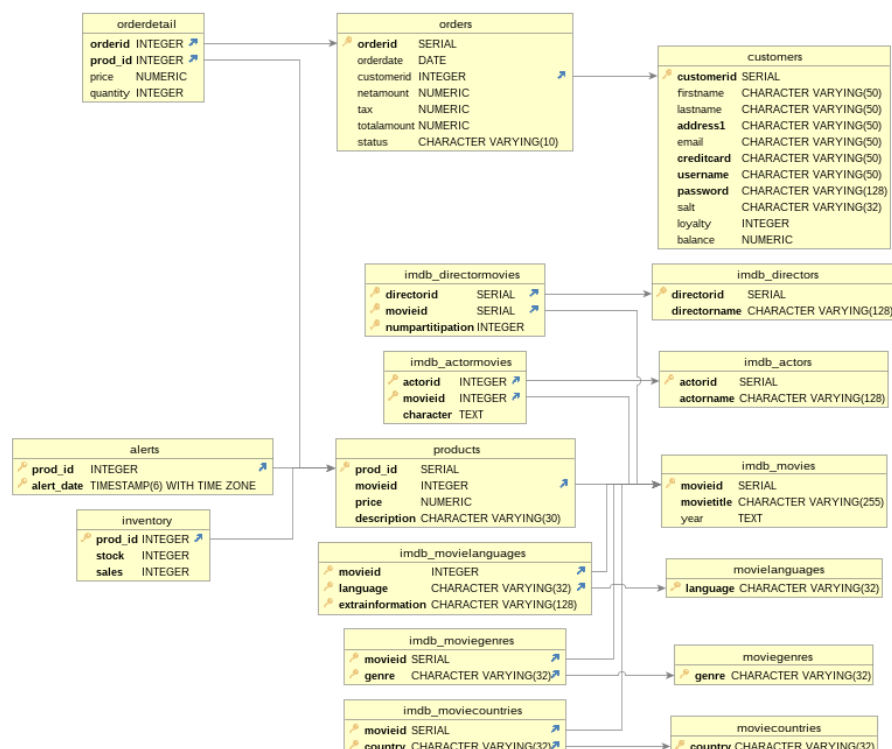 orderdetail
orderid INTEGER
prod_id INTEGER
price NUMERIC
quantity INTEGER
orders
orderid SERIAL
orderdate DATE
customerid INTEGER
netamount NUMERIC
tax NUMERIC
totalamount NUMERIC
status CHARACTER VARYING(10)
customers
customerid SERIAL
firstname CHARACTER VARYING(50)
lastname CHARACTER VARYING(50)
address1 CHARACTER VARYING(50)
email CHARACTER VARYING(50)
creditcard CHARACTER VARYING(50)
username CHARACTER VARYING(50)
password CHARACTER VARYING(128)
salt CHARACTER VARYING(32)
loyalty INTEGER
balance NUMERIC
imdb_directormovies
directorid SERIAL
movieid SERIAL
numpartitipation INTEGER
imdb_directors
directorid SERIAL
directorname CHARACTER VARYING(128)
imdb_actormovies
actorid INTEGER
movieid INTEGER
character TEXT
imdb_actors
actorid SERIAL
actorname CHARACTER VARYING(128)
alerts
prod_id INTEGER
alert_date TIMESTAMP(6) WITH TIME ZONE
products
prod_id SERIAL
movieid INTEGER
price NUMERIC
description CHARACTER VARYING(30)
imdb_movies
movieid SERIAL
movietitle CHARACTER VARYING(255)
year TEXT
inventory
prod_id INTEGER
stock INTEGER
sales INTEGER
imdb_movielanguages
movieid INTEGER
language CHARACTER VARYING(32)
extrainformation CHARACTER VARYING(128)
movielanguages
language CHARACTER VARYING(32)
imdb_moviegenres
movieid SERIAL
genre CHARACTER VARYING(32)
moviegenres
genre CHARACTER VARYING(32)
imdb_moviecountries
movieid SERIAL
country CHARACTER VARYING(32)
moviecountries
country CHARACTER VARYING(32)